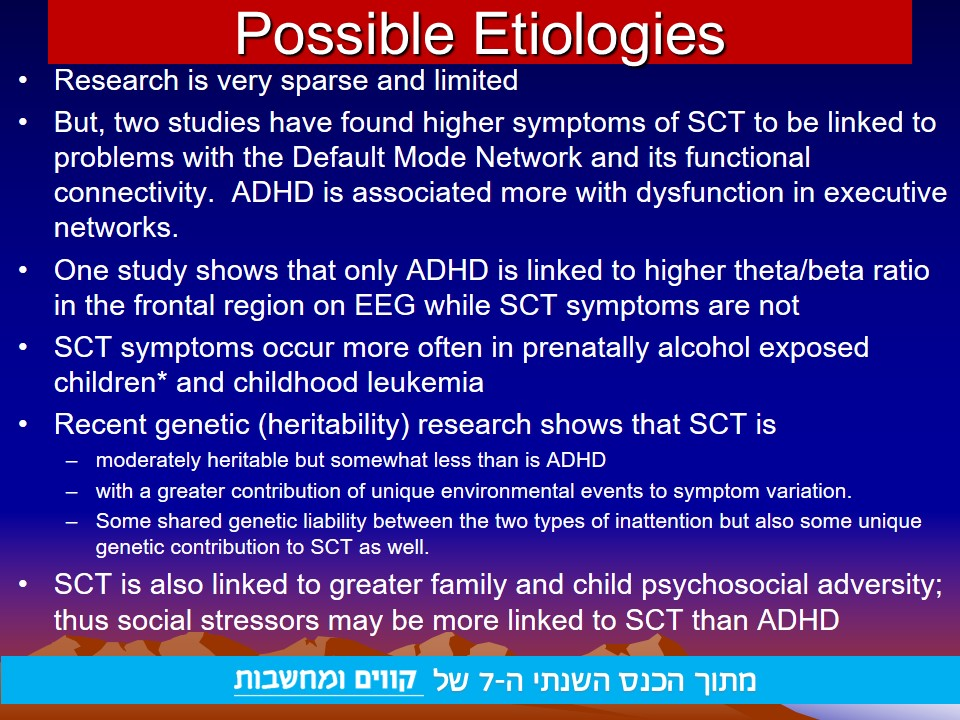 Possible Etiologies
• Research is very sparse and limited
• But, two studies have found higher symptoms of SCT to be linked to
problems with the Default Mode Network and its functional
connectivity.  ADHD is associated more with dysfunction in executive
networks.
• One study shows that only ADHD is linked to higher theta/beta ratio
in the frontal region on EEG while SCT symptoms are not
• SCT symptoms occur more often in prenatally alcohol exposed
children* and childhood leukemia
• Recent genetic (heritability) research shows that SCT is
– moderately heritable but somewhat less than is ADHD
– with a greater contribution of unique environmental events to symptom variation.
– Some shared genetic liability between the two types of inattention but also some unique
genetic contribution to SCT as well.
• SCT is also linked to greater family and child psychosocial adversity;
thus social stressors may be more linked to SCT than ADHD
מתוך הכנס השנתי ה-7 של קווים ומחשבות